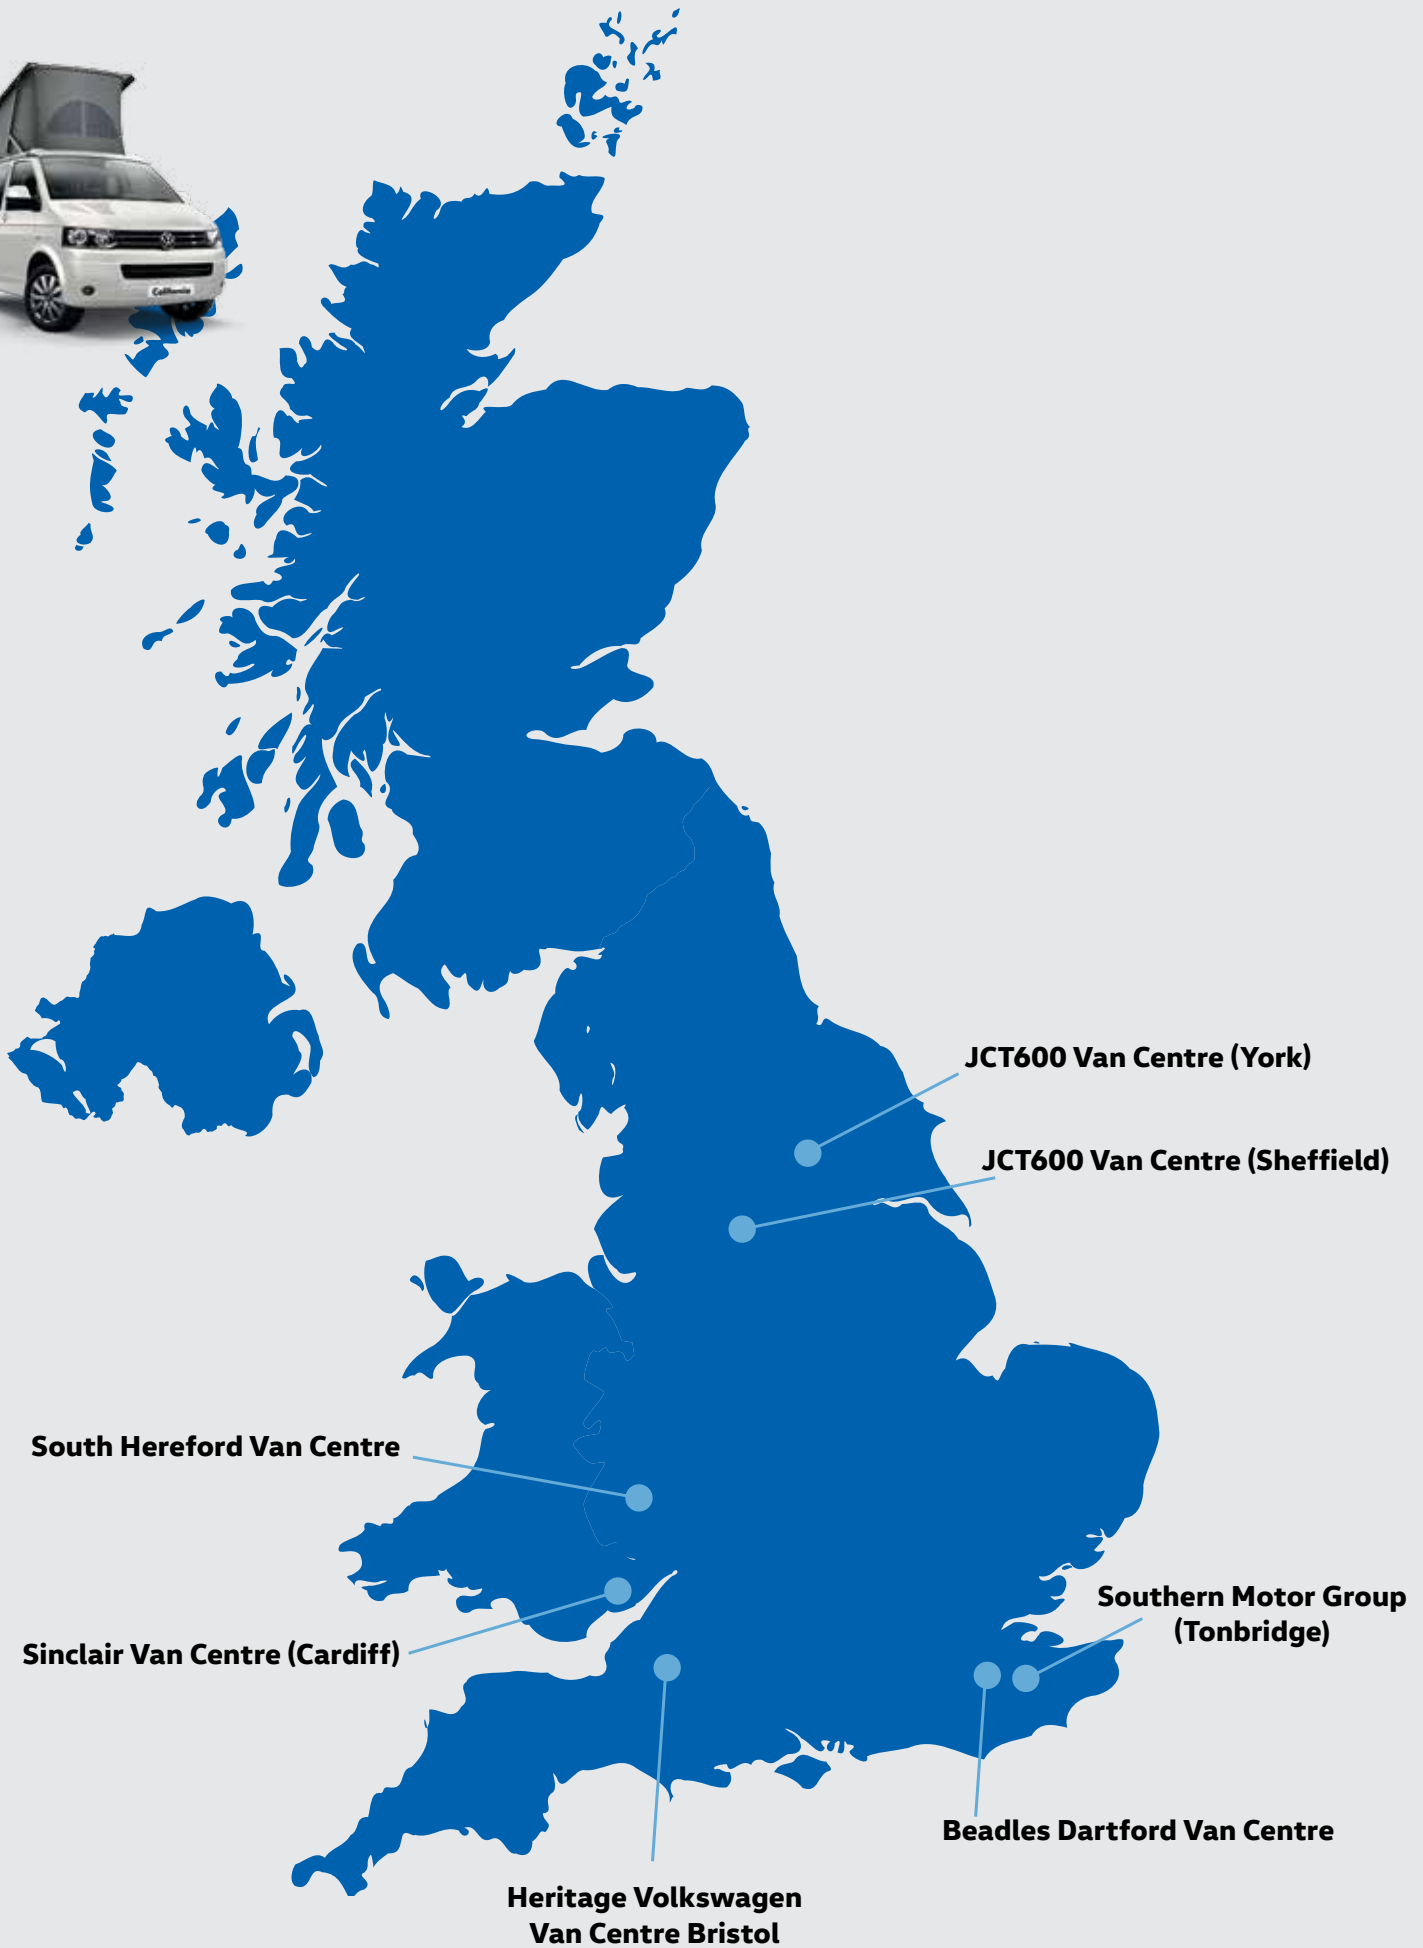 California
JCT600 Van Centre (York)
JCT600 Van Centre (Sheffield)
South Hereford Van Centre
Southern Motor Group
(Tonbridge)
Sinclair Van Centre (Cardiff)
Beadles Dartford Van Centre
Heritage Volkswagen
Van Centre Bristol